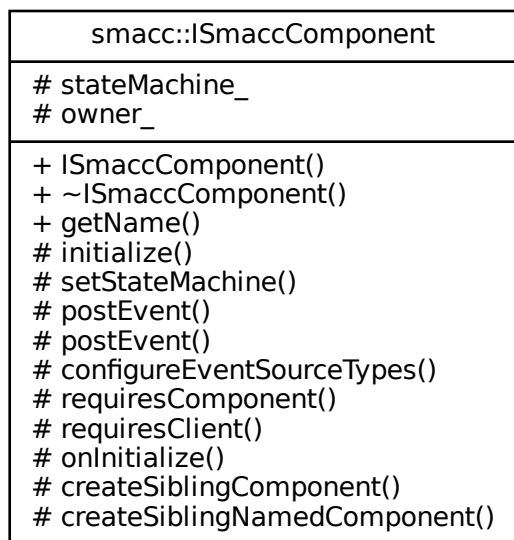 smacc::ISmaccComponent
# stateMachine_
# owner_
+ ISmaccComponent()
+ ~ISmaccComponent()
+ getName()
# initialize()
# setStateMachine()
# postEvent()
# postEvent()
# configureEventSourceTypes()
# requiresComponent()
# requiresClient()
# onInitialize()
# createSiblingComponent()
# createSiblingNamedComponent()